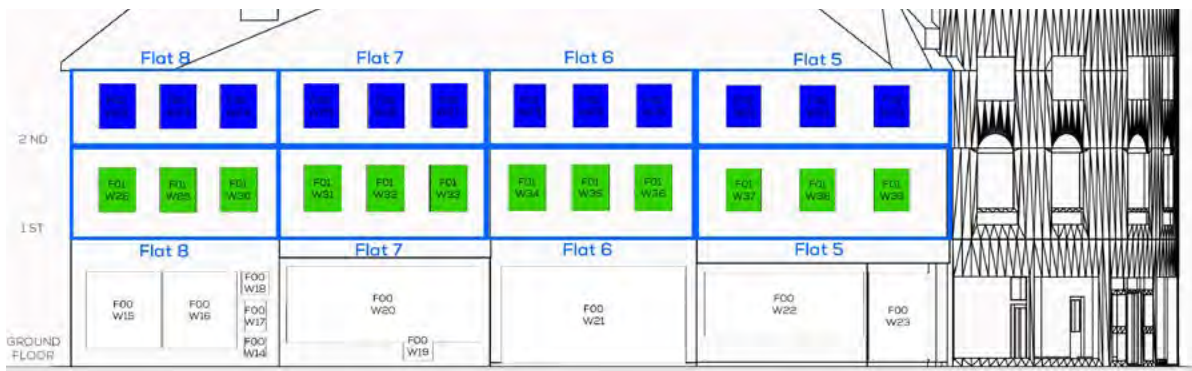 Flat 8
Flat 7
Flat 6
Flat 5
2 ND
F01 W28
F01 W29
F01 W30
F01 W31
F01 W32
F01 W33
F01 W34
F01 W35
F01 W36
F01 W37
F01 W38
F01 W39
1 ST
Flat 8
Flat 7
Flat 6
Flat 5
F00 W15
F00 W16
F00 W18
F00 W17
F00 W14
F00 W20
F00 W19
F00 W21
F00 W22
F00 W23
GROUND
FLOOR